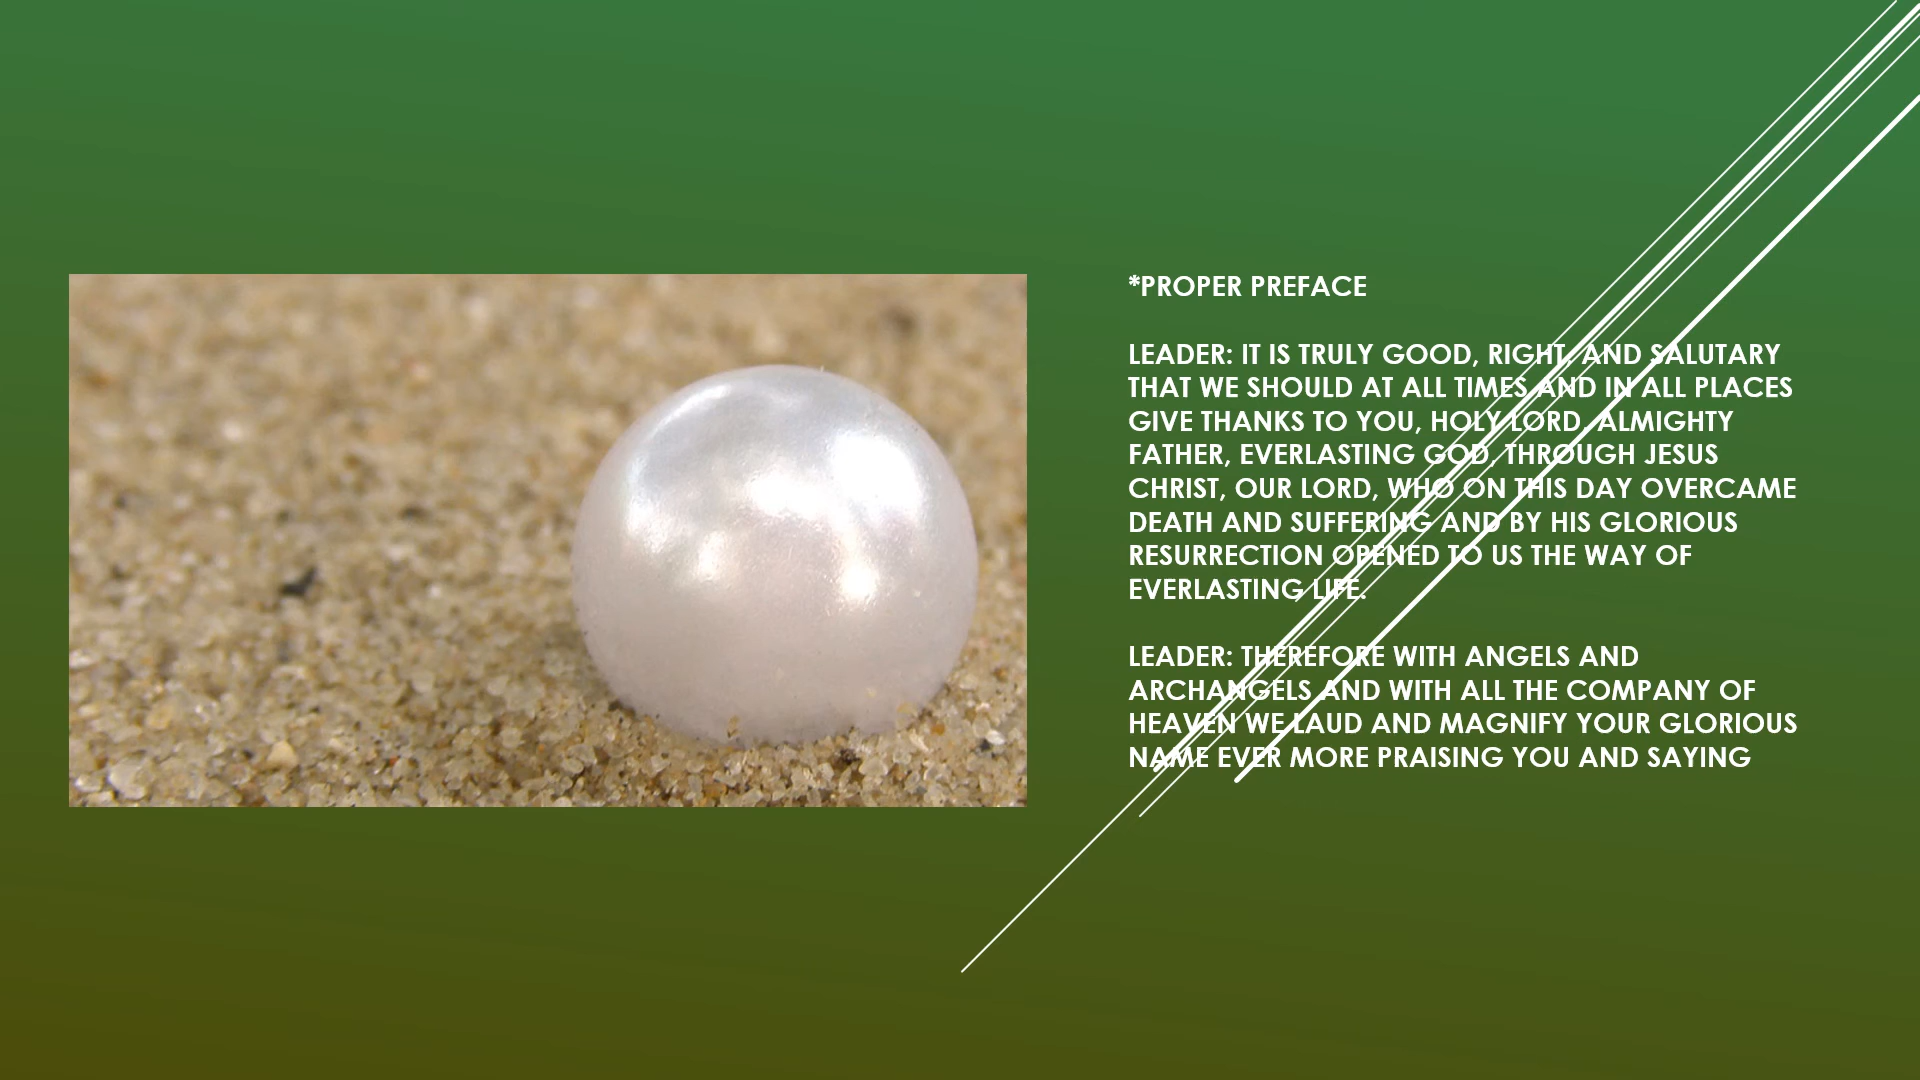 *PROPER PREFACE
LEADER: IT IS TRULY GOOD, RIGHT, AND SALUTARY
THAT WE SHOULD AT ALL TIMES AND IN ALL PLACES
GIVE THANKS TO YOU, HOLY LORD, ALMIGHTY
FATHER, EVERLASTING GOD, THROUGH JESUS
CHRIST, OUR LORD, WHO ON THIS DAY OVERCAME
DEATH AND SUFFERING AND BY HIS GLORIOUS
RESURRECTION OPENED TO US THE WAY OF
EVERLASTING LIFE.
LEADER: THEREFORE WITH ANGELS AND
ARCHANGELS AND WITH ALL THE COMPANY OF
HEAVEN WE LAUD AND MAGNIFY YOUR GLORIOUS
NAME EVER MORE PRAISING YOU AND SAYING